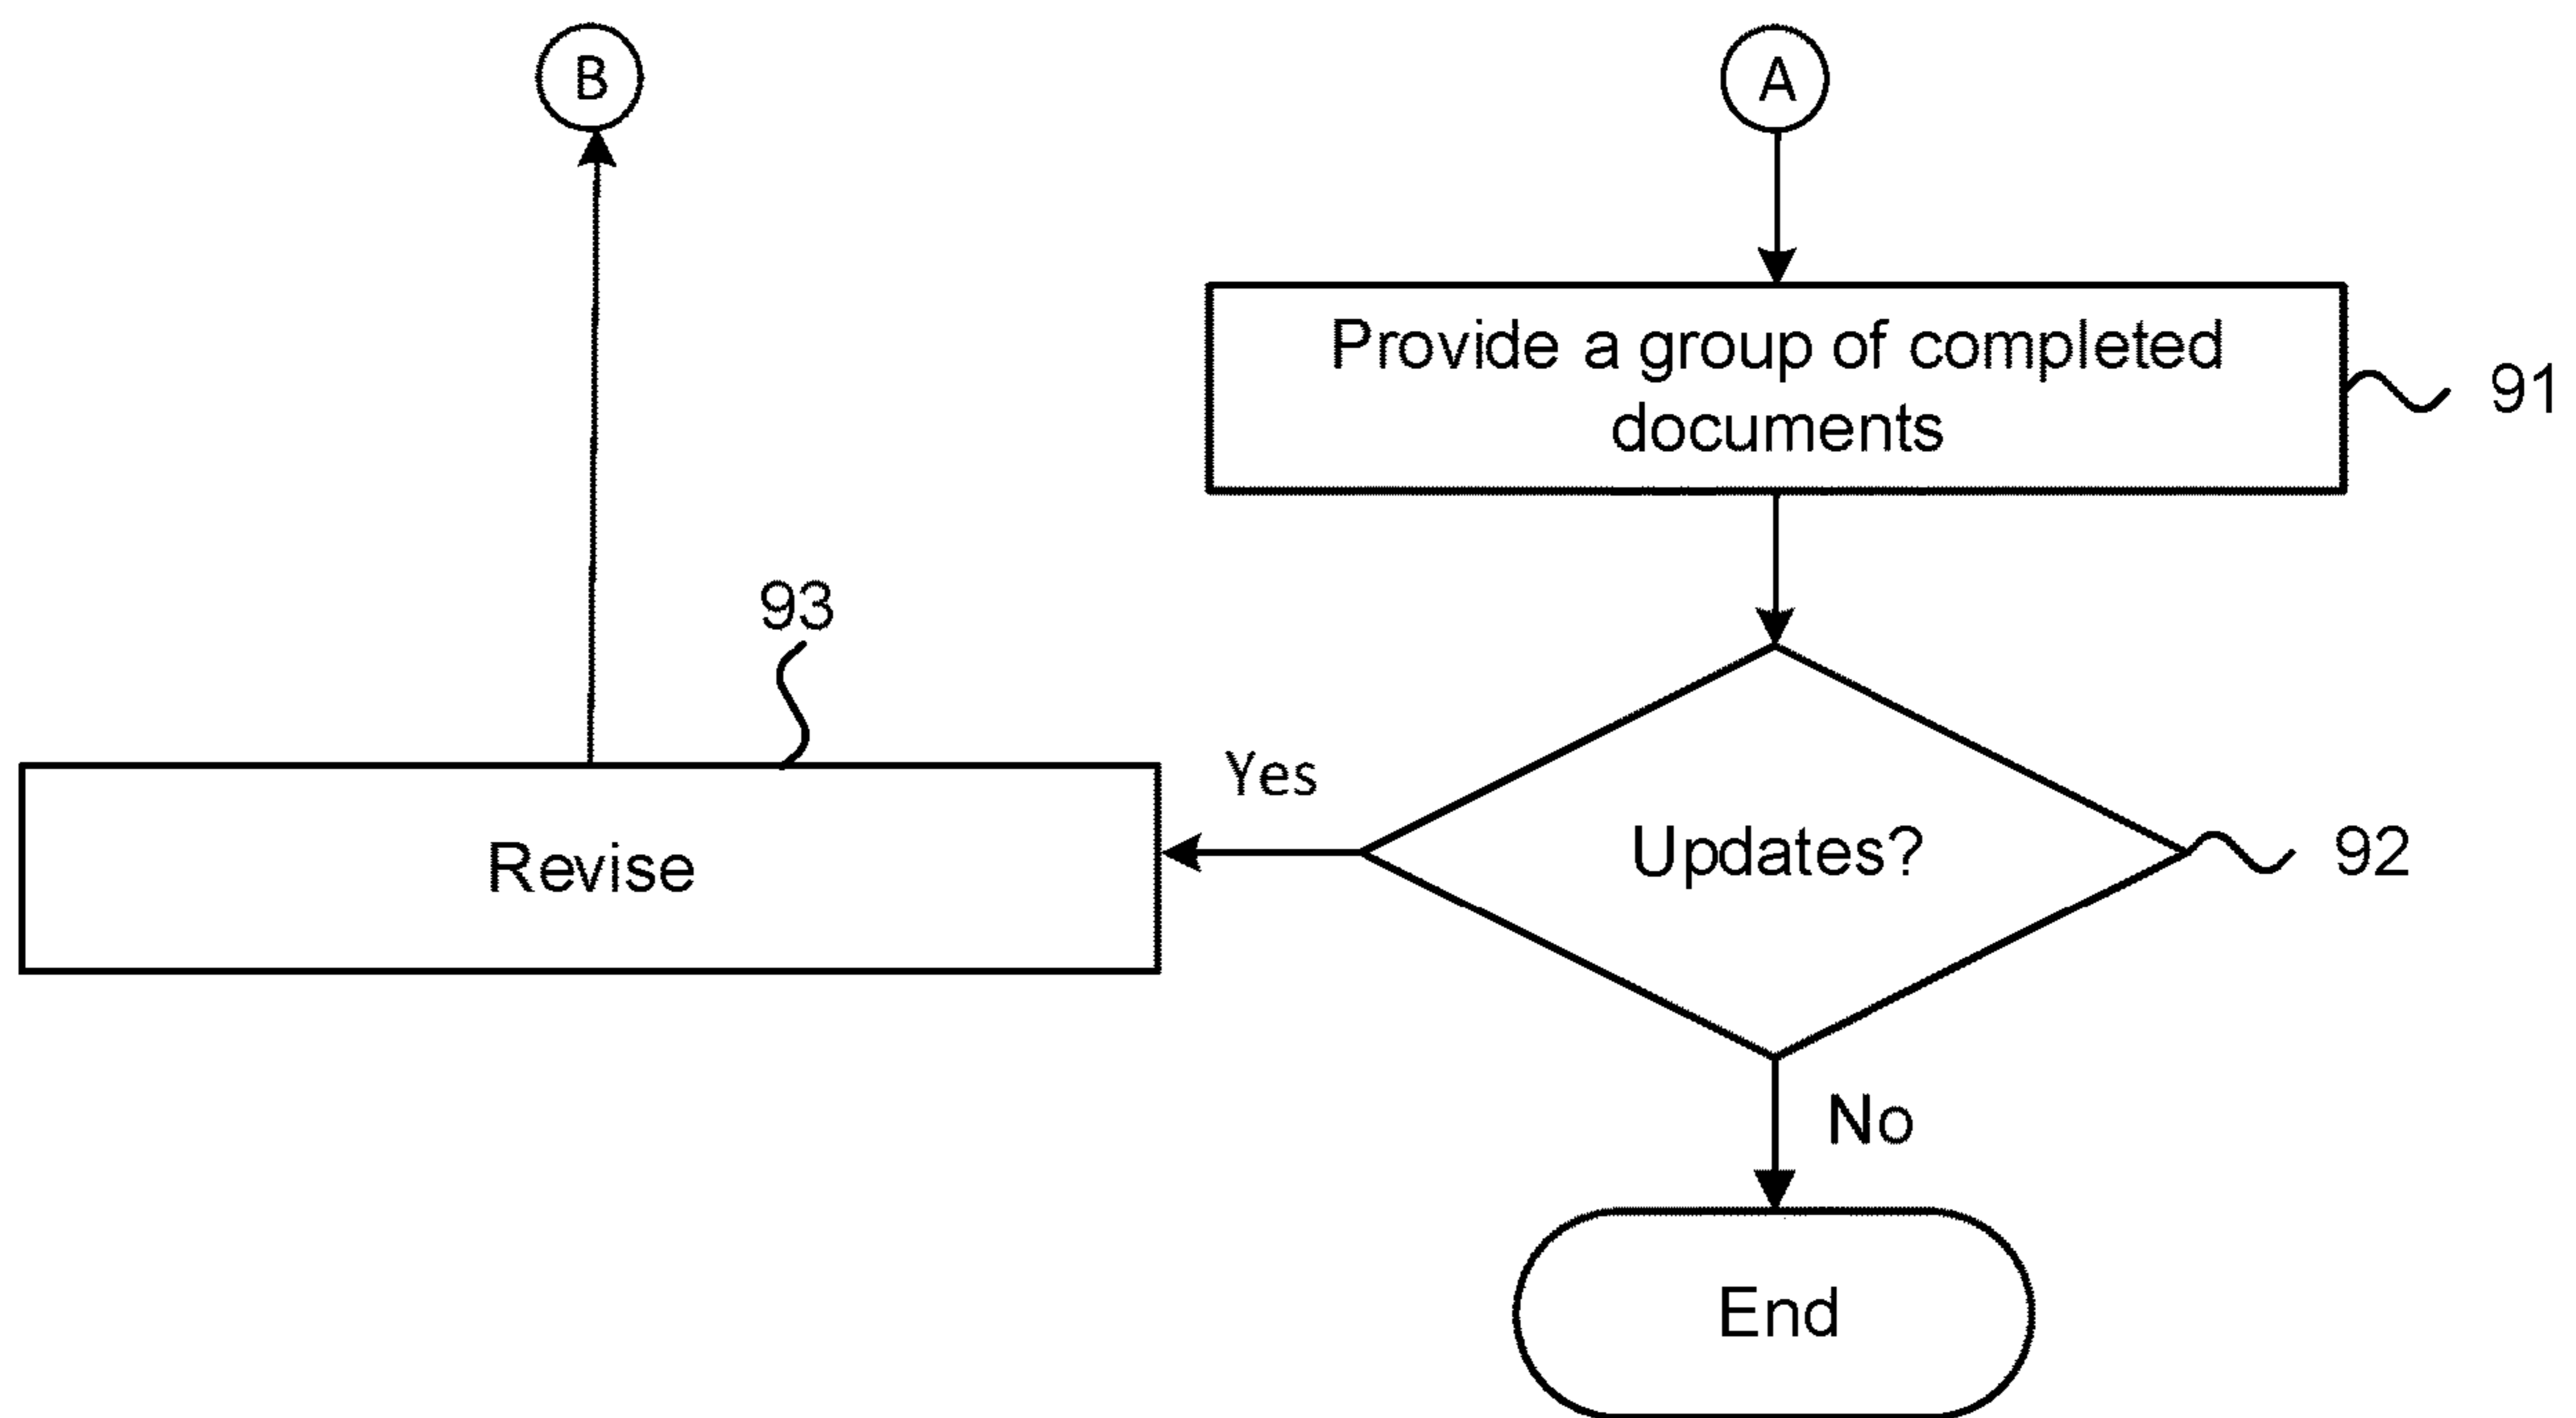 B
A
Provide a group of completed
documents
91
93
Yes
Revise
Updates?
92
No
End